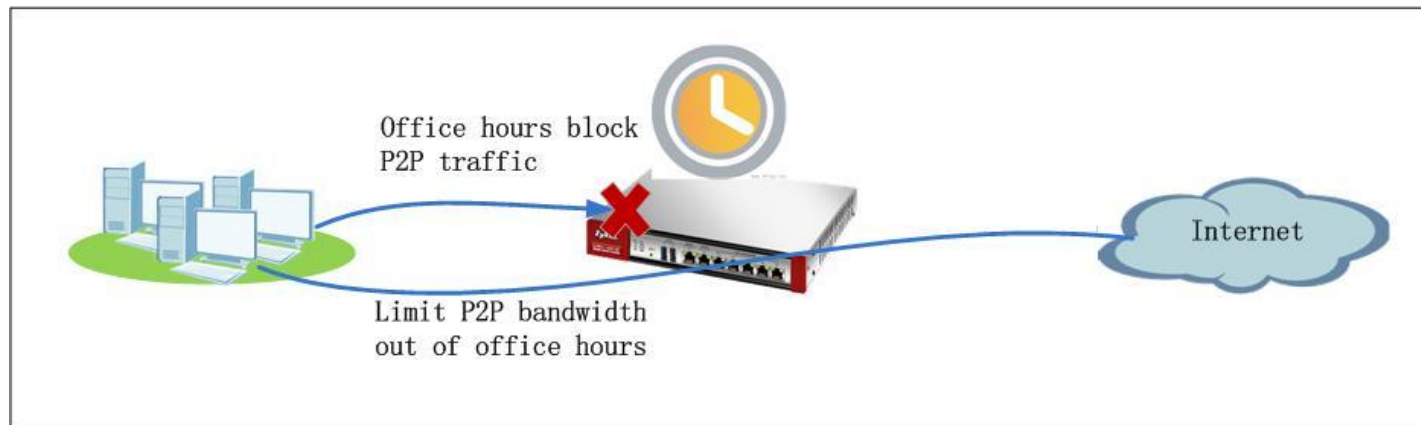 Office hours block
P2P traffic
Internet
Limit P2P bandwidth
out of office hours